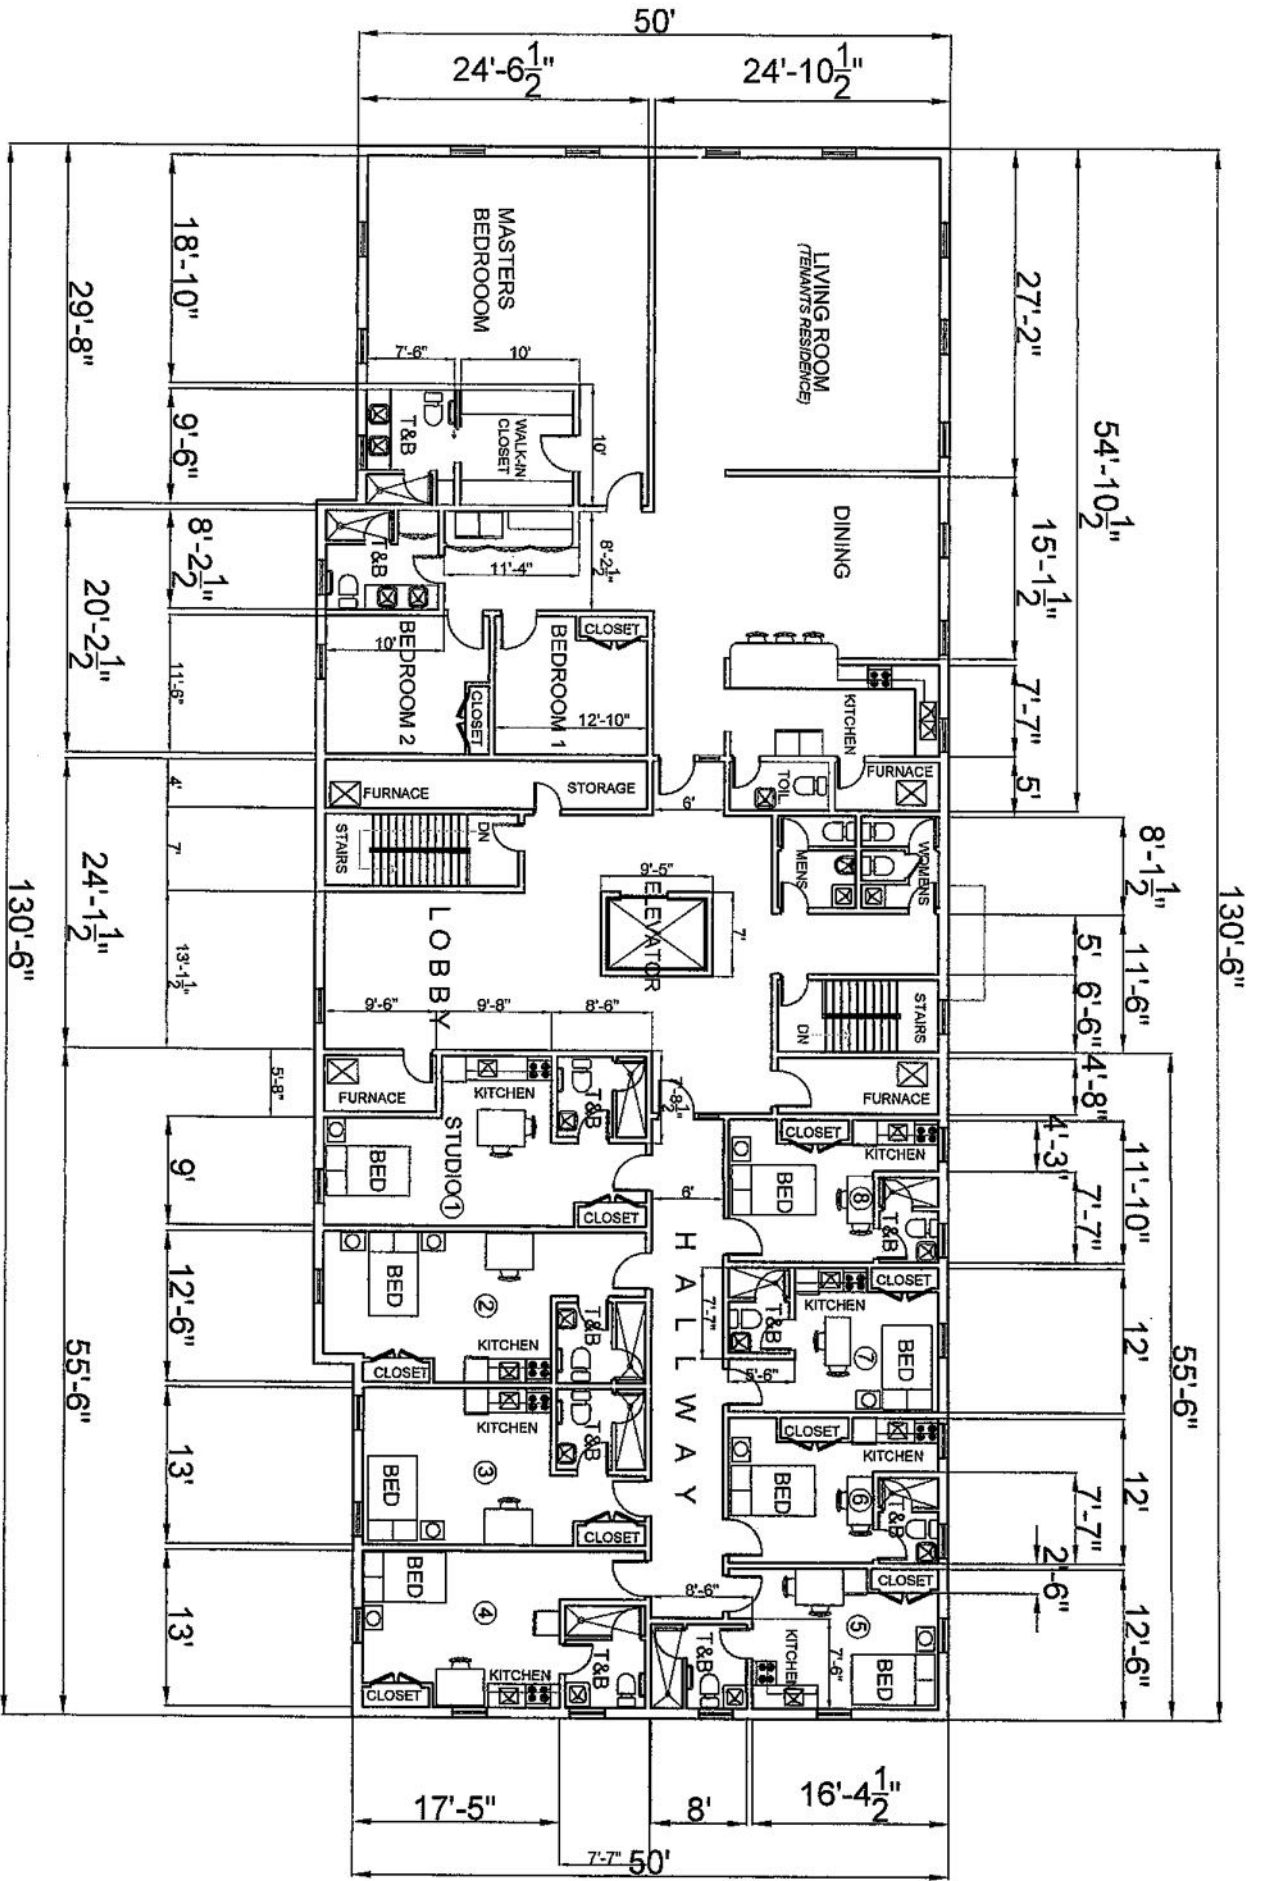 50'
24'-6 1/2"
24'-10 1/2"
130'-6"
29'-8"
18'-10"
9'-6"
8'-2 1/2"
20'-2 1/2"
11'-6"
4'
7'
24'-1 1/2"
13'-1 1/2"
5'-8"
9'
12'-6"
55'-6"
13'
13'
130'-6"
54'-10 1/2"
27'-2"
15'-1 1/2"
7'-7"
5'
8'-1 1/2"
11'-6"
5'
6'-6"
4'-8"
4'-3"
11'-10"
7'-7"
12'
55'-6"
12'
7'-7"
2'-6"
12'-6"
MASTERS
BEDROOOM
LIVING ROOM
(TENANTS RESIDENCE)
7'-6"
10'
10'
T&B
WALK-IN
CLOSET
DINING
T&B
11'-4"
8'-2 1/2"
BEDROOM 2
10'
CLOSET
BEDROOM 1
12'-10"
CLOSET
KITCHEN
FURNACE
TOIL
FURNACE
STORAGE
6'
STAIRS
DN
MENS
WOMENS
9'-5"
ELEVATOR
7'
LOBBY
9'-6"
9'-8"
8'-6"
STAIRS
DN
FURNACE
KITCHEN
T&B
7'-8 1/2"
FURNACE
STUDIO 1
BED
CLOSET
6'
CLOSET
KITCHEN
BED
8
T&B
HALLWAY
BED
2
T&B
KITCHEN
CLOSET
7'-7"
T&B
5'-6"
KITCHEN
CLOSET
7
BED
KITCHEN
T&B
3
BED
CLOSET
CLOSET
KITCHEN
BED
6
T&B
BED
4
T&B
KITCHEN
CLOSET
8'-6"
T&B
CLOSET
5
KITCHEN
7'-6"
BED
17'-5"
7'-7"
8'
16'-4 1/2"
50'